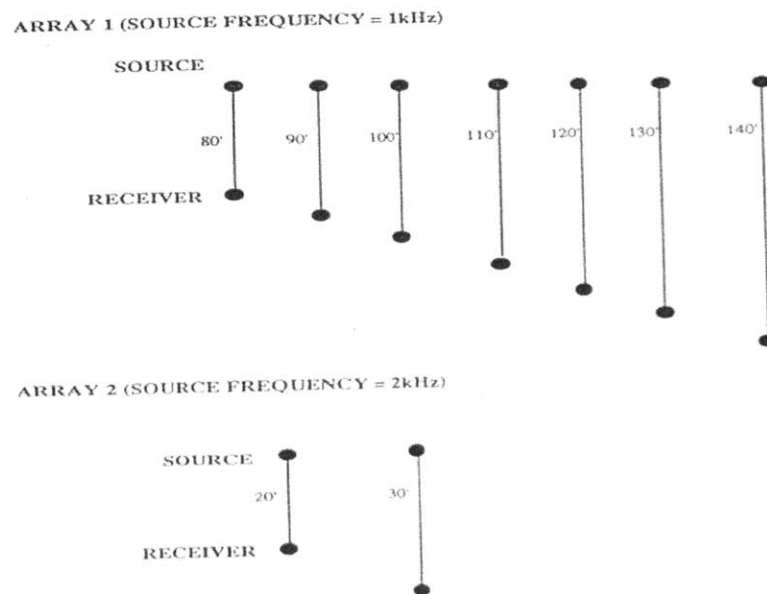 ARRAY 1 (SOURCE FREQUENCY = 1kHz)
SOURCE
80'
90'
100'
110'
120'
130'
140'
RECEIVER
ARRAY 2 (SOURCE FREQUENCY = 2kHz)
SOURCE
20'
30'
RECEIVER